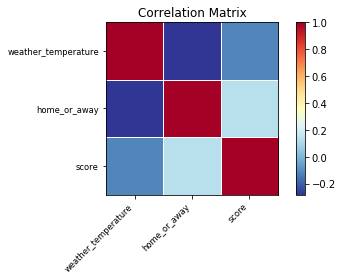 Correlation Matrix
weather_temperature
home_or_away
score
weather_temperature
home_or_away
score
1.0
0.8
0.6
0.4
0.2
0.0
−0.2